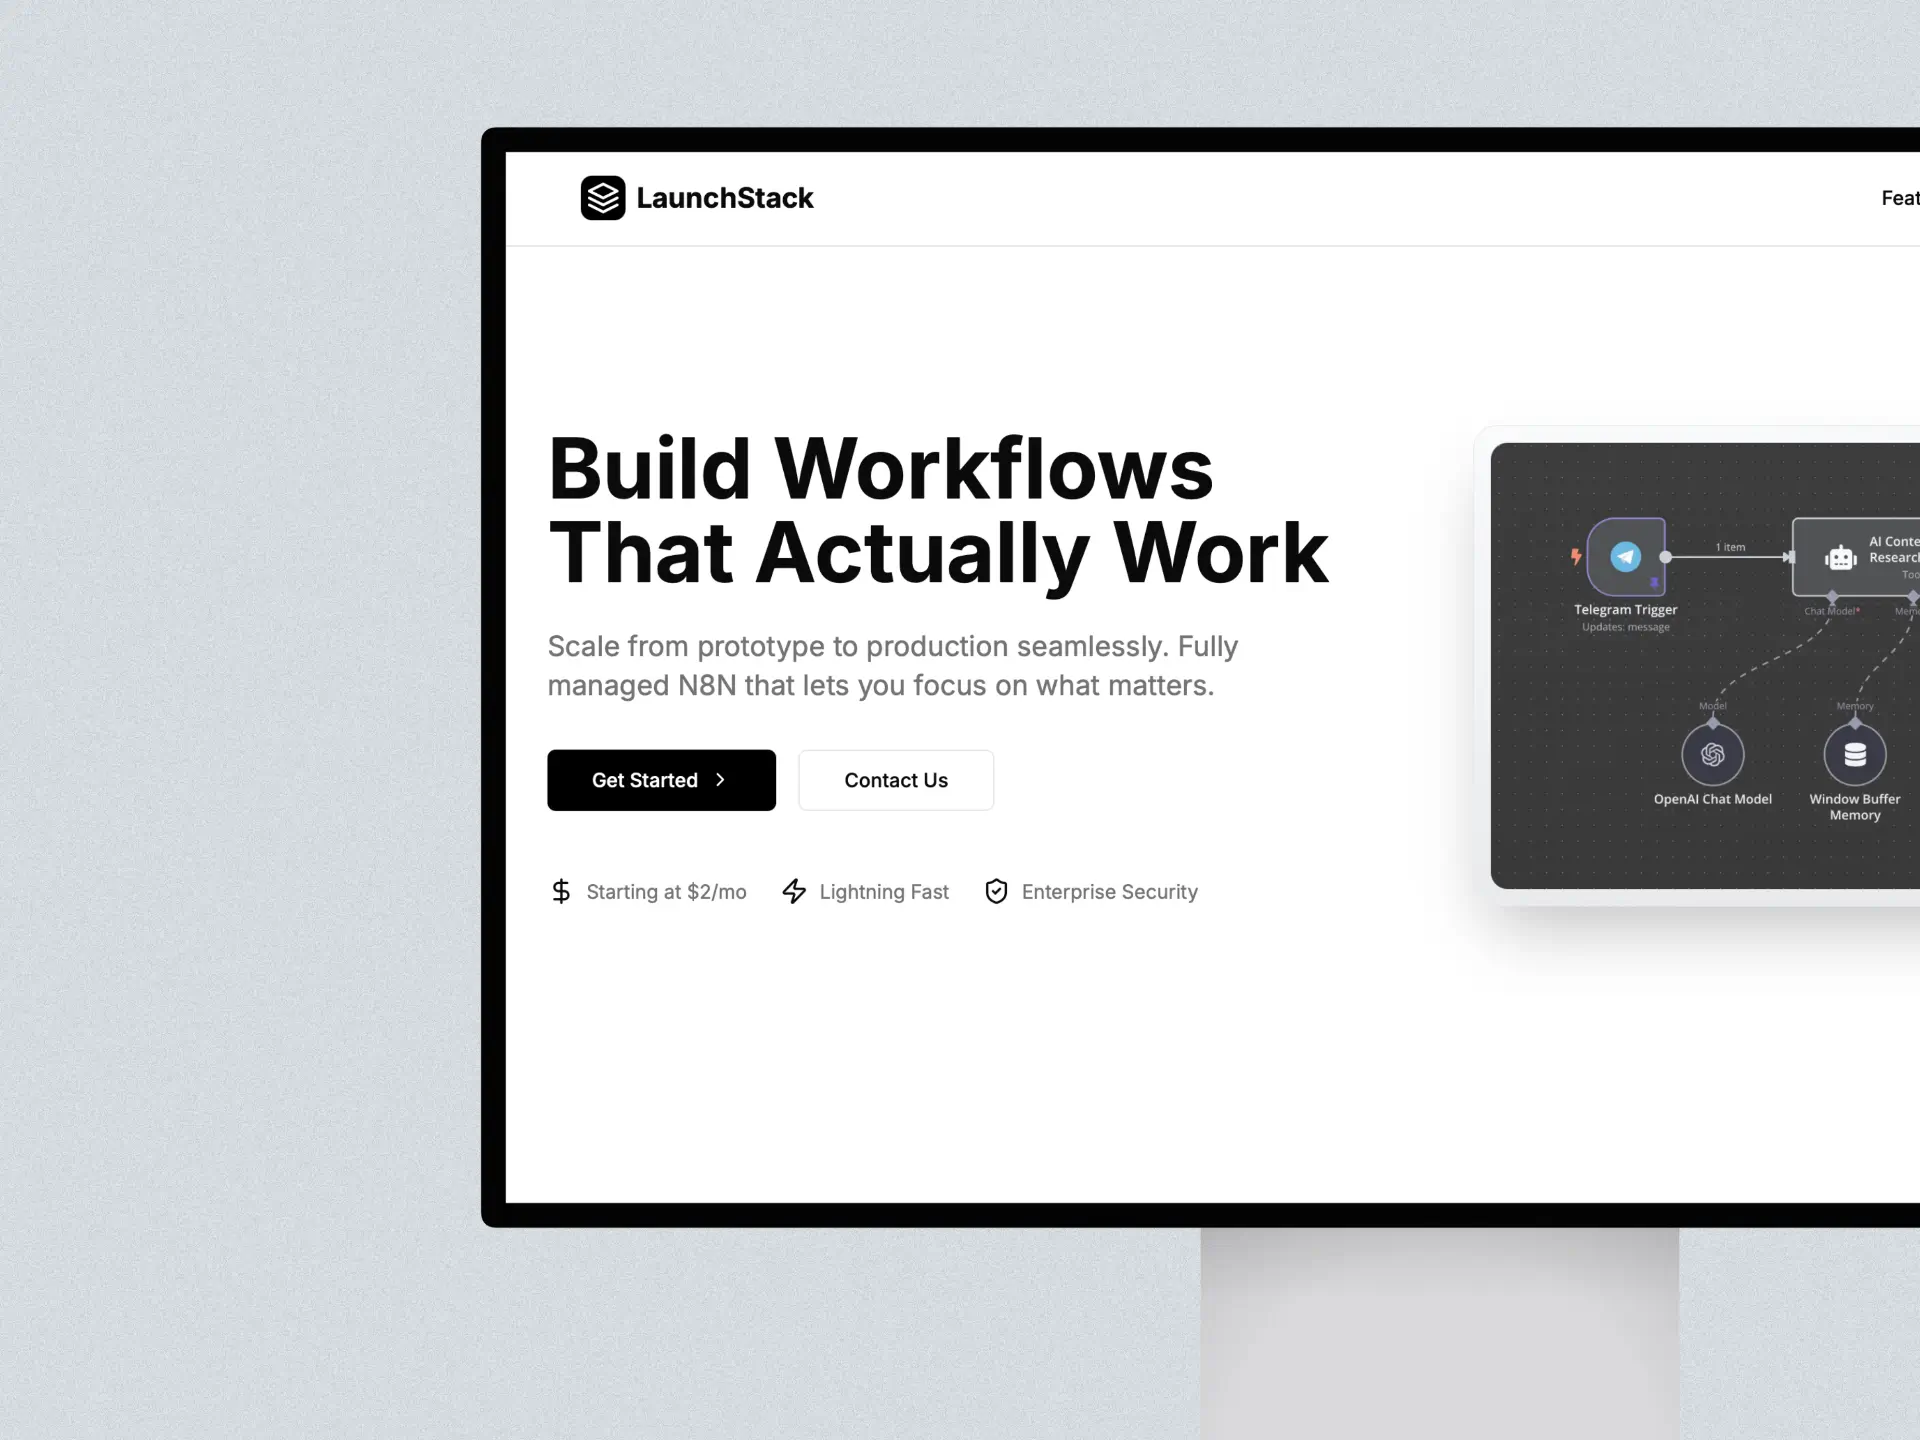 LaunchStack
Feat
Build Workflows
That Actually Work
Scale from prototype to production seamlessly. Fully
managed N8N that lets you focus on what matters.
Get Started
Contact Us
Starting at $2/mo
Lightning Fast
Enterprise Security
1 item
AI Conte
Research
Too
Telegram Trigger
Updates: message
Chat Model*
Memo
Model
Memory
OpenAI Chat Model
Window Buffer
Memory